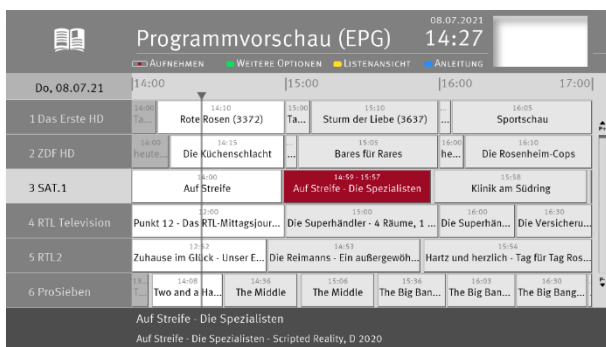 08.07.2021
Programmvorschau (EPG) 14:27
AUFNEHMEN WEITERE OPTIONEN LISTENANSICHT ANLEITUNG
Do, 08.07.21 |14:00 |15:00 |16:00 17:00|
14:00 14:10 15:00 15:10 ... 16:05
1 Das Erste HD Ta... Rote Rosen (3372) Ta... Sturm der Liebe (3637) ... Sportschau
14:00 14:15 15:05 16:00 16:10
2 ZDF HD heute... Die Küchenschlacht ... Bares für Rares he... Die Rosenheim-Cops
14:00 14:59 - 15:57 15:58
3 SAT.1 Auf Streife Auf Streife - Die Spezialisten Klinik am Südring
12:00 15:00 16:00 16:30
4 RTL Television Punkt 12 - Das RTL-Mittagsjour... Die Superhändler - 4 Räume, 1 ... Die Superhän... Die Versicheru...
12:52 14:53 15:54
5 RTL2 Zuhause im Glück - Unser E... Die Reimanns - Ein außergewöh... Hartz und herzlich - Tag für Tag Ros...
13... 14:08 14:36 15:06 15:36 16:03 16:30
6 ProSieben T... Two and a Ha... The Middle The Middle The Big Ban... The Big Ban... The Big Bang...
Auf Streife - Die Spezialisten
Auf Streife - Die Spezialisten - Scripted Reality, D 2020